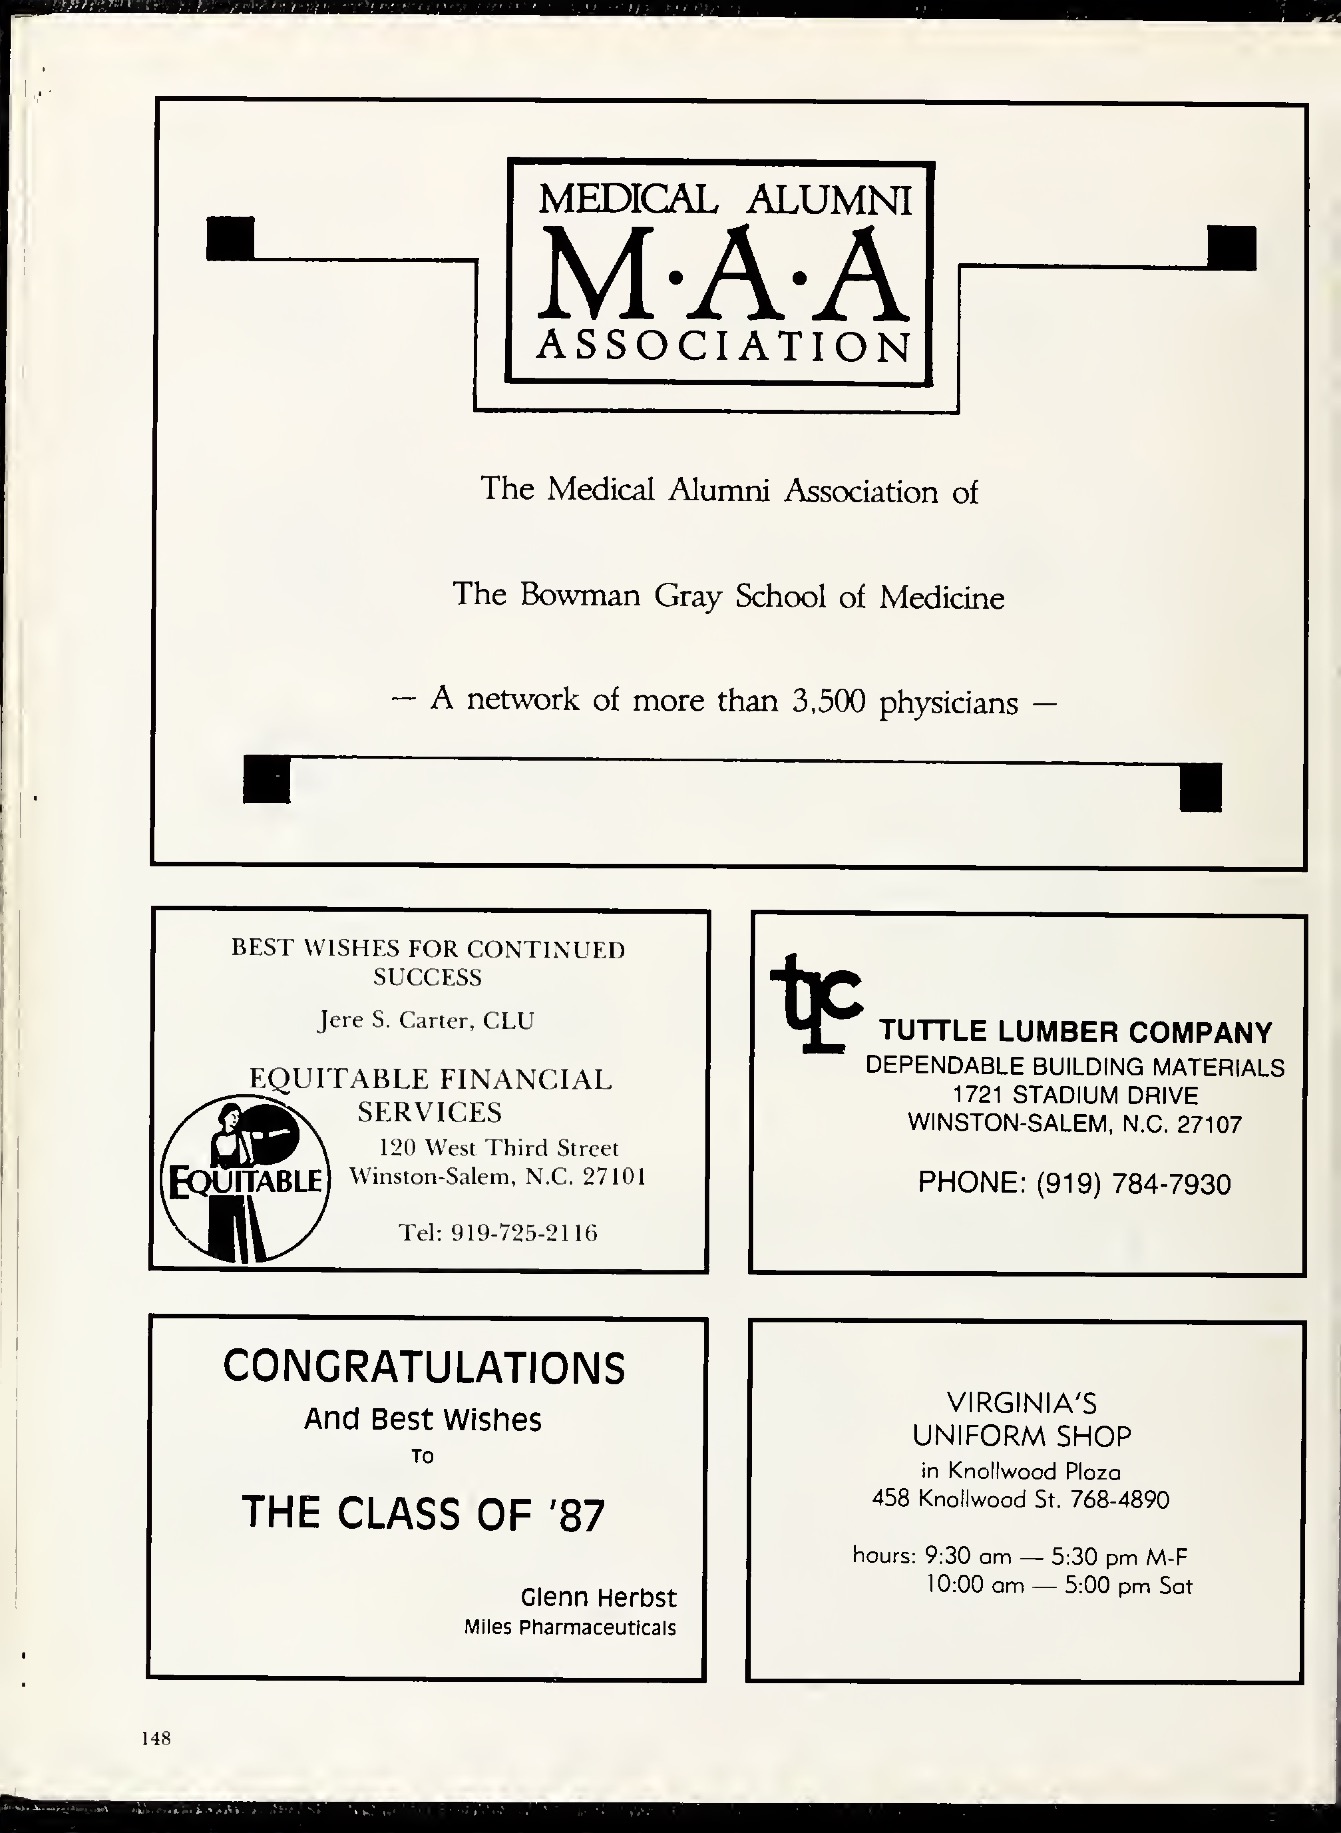 MEDICAL ALUMNI
M·A·A
ASSOCIATION
The Medical Alumni Association of
The Bowman Gray School of Medicine
— A network of more than 3,500 physicians —
BEST WISHES FOR CONTINUED
SUCCESS
Jere S. Carter, CLU
EQUITABLE FINANCIAL
SERVICES
120 West Third Street
Winston-Salem, N.C. 27101
Tel: 919-725-2116
EQUITABLE
tlc
TUTTLE LUMBER COMPANY
DEPENDABLE BUILDING MATERIALS
1721 STADIUM DRIVE
WINSTON-SALEM, N.C. 27107
PHONE: (919) 784-7930
CONGRATULATIONS
And Best Wishes
To
THE CLASS OF '87
Glenn Herbst
Miles Pharmaceuticals
VIRGINIA'S
UNIFORM SHOP
in Knollwood Plaza
458 Knollwood St. 768-4890
hours: 9:30 am — 5:30 pm M-F
10:00 am — 5:00 pm Sat
148